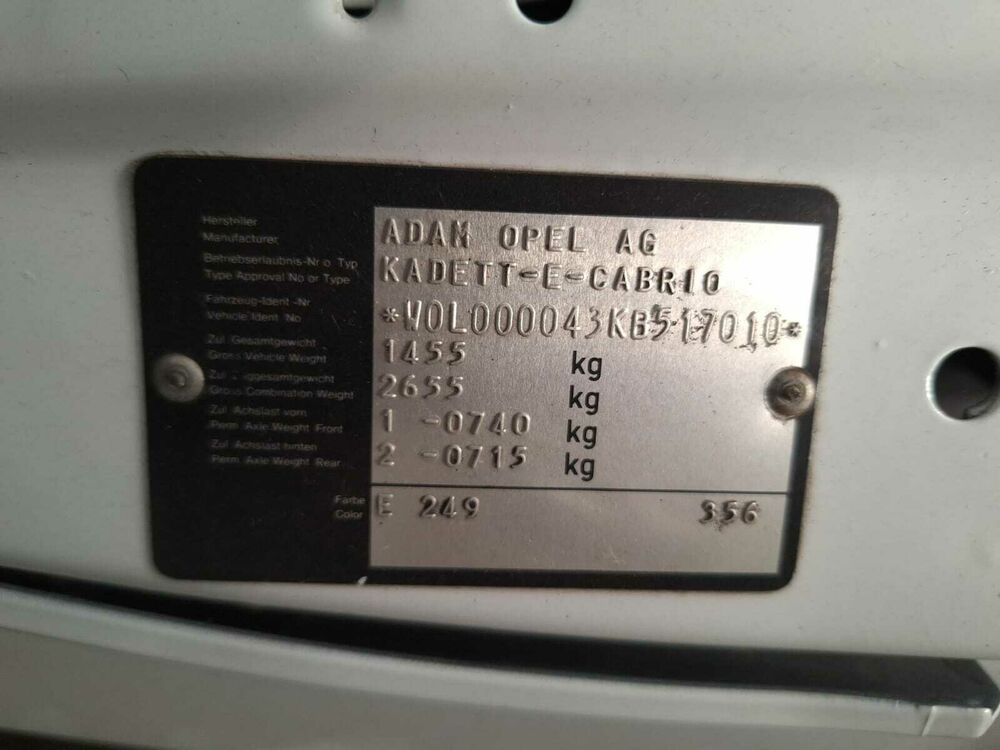 Hersteller
Manufacturer
ADAM OPEL AG
Betriebserlaubnis-Nr o Typ
Type Approval No or Type
KADETT-E-CABRIO
Fahrzeug-Ident-Nr
Vehicle Ident No
*W0L000043KB517010*
Zul Gesamtgewicht
Gross Vehicle Weight
1455 kg
Zul
Gross Combination Weight
2655 kg
Zul Achslast vorn
Perm Axle Weight Front
1 -0740 kg
Zul Achslast hinten
Perm Axle Weight Rear
2 -0715 kg
Farbe
Color
E 249 356